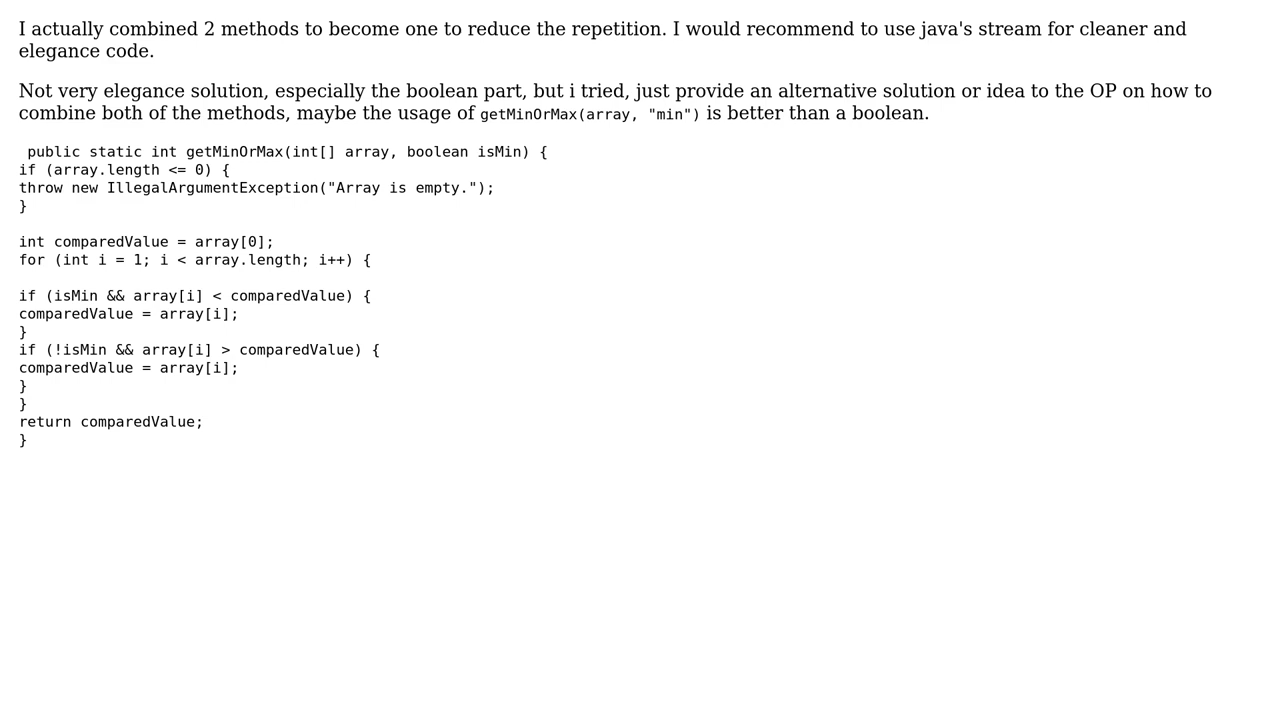 I actually combined 2 methods to become one to reduce the repetition. I would recommend to use java's stream for cleaner and
elegance code.
Not very elegance solution, especially the boolean part, but i tried, just provide an alternative solution or idea to the OP on how to
combine both of the methods, maybe the usage of getMinOrMax(array, "min") is better than a boolean.
public static int getMinOrMax(int[] array, boolean isMin) {
if (array.length <= 0) {
throw new IllegalArgumentException("Array is empty.");
}
int comparedValue = array[0];
for (int i = 1; i < array.length; i++) {
if (isMin && array[i] < comparedValue) {
comparedValue = array[i];
}
if (!isMin && array[i] > comparedValue) {
comparedValue = array[i];
}
}
return comparedValue;
}